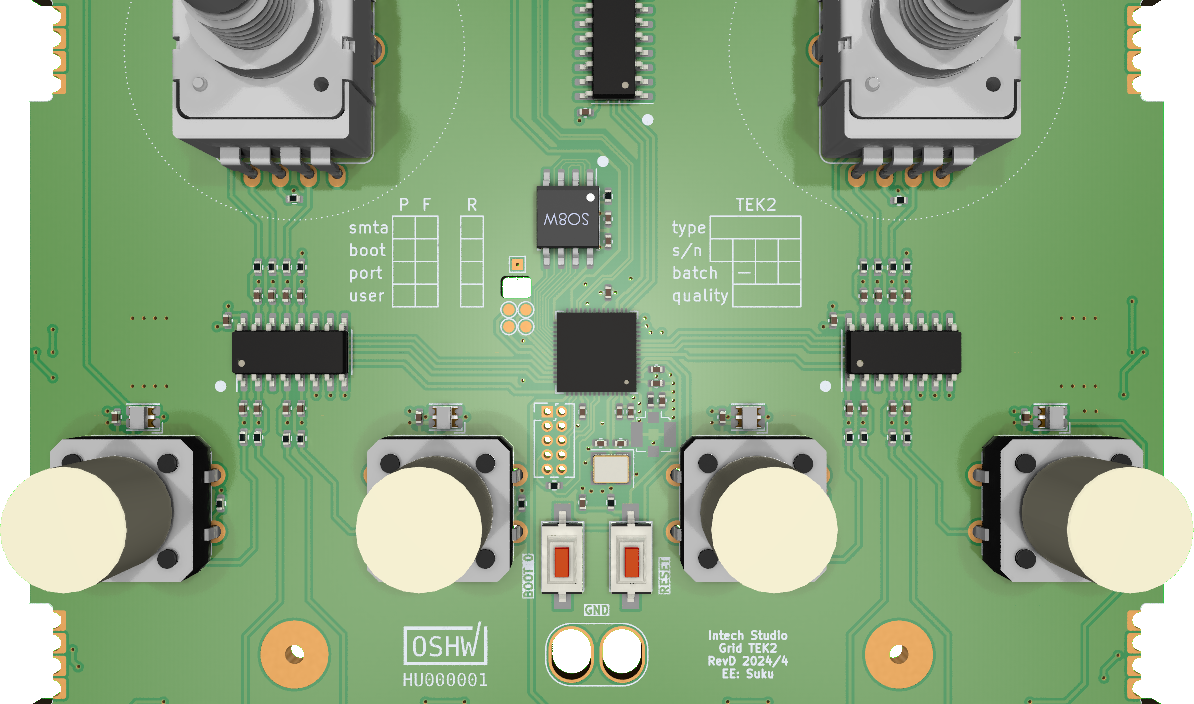 P F R
smta
boot
port
user
SO8W
TEK2
type
s/n
batch
quality
BOOT 0
RESET
GND
OSHW
HU000001
Intech Studio
Grid TEK2
RevD 2024/4
EE: Suku